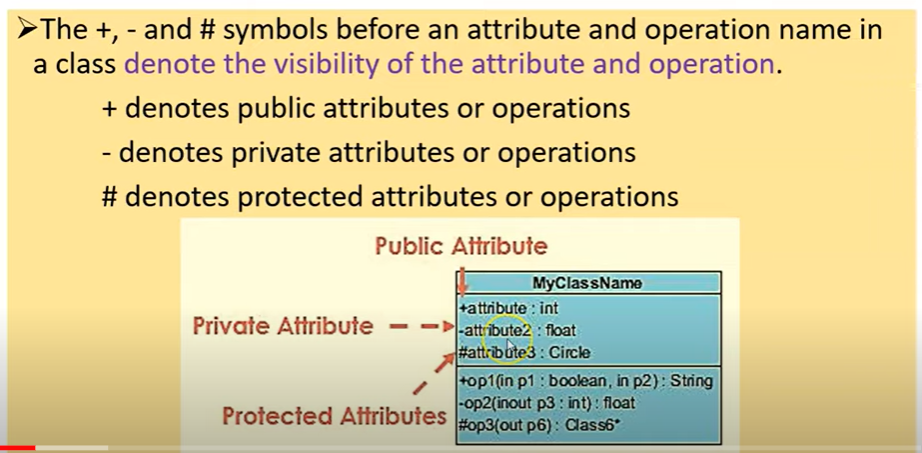 ➢The +, - and # symbols before an attribute and operation name in
a class denote the visibility of the attribute and operation.
+ denotes public attributes or operations
- denotes private attributes or operations
# denotes protected attributes or operations
Public Attribute
MyClassName
+attribute : int
Private Attribute
-attribute2 : float
#attribute3 : Circle
+op1(in p1 : boolean, in p2) : String
-op2(inout p3 : int) : float
Protected Attributes
#op3(out p6) : Class6*